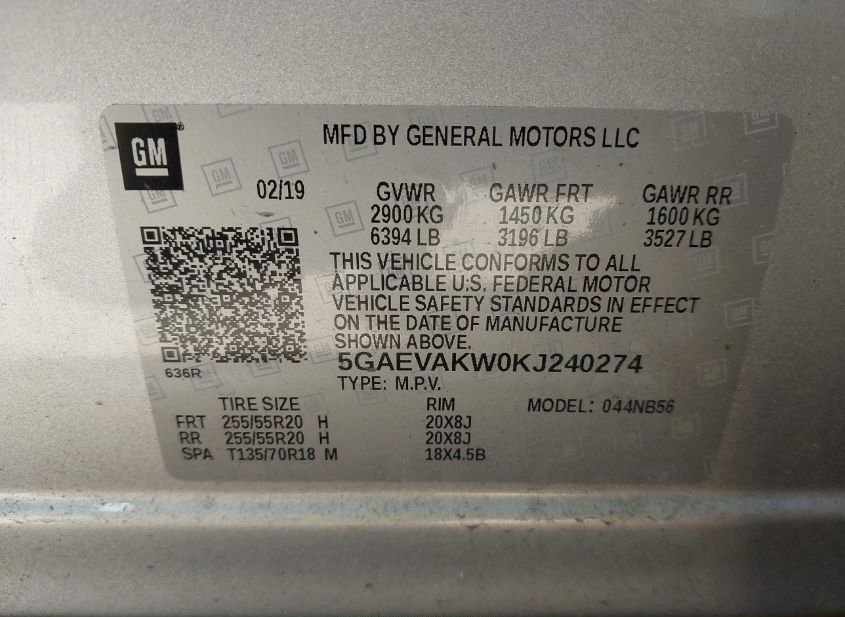 GM
MFD BY GENERAL MOTORS LLC
02/19 GVWR GAWR FRT GAWR RR
2900 KG 1450 KG 1600 KG
6394 LB 3196 LB 3527 LB
THIS VEHICLE CONFORMS TO ALL
APPLICABLE U.S. FEDERAL MOTOR
VEHICLE SAFETY STANDARDS IN EFFECT
ON THE DATE OF MANUFACTURE
SHOWN ABOVE.
5GAEVAKW0KJ240274
636R
TYPE: M.P.V.
TIRE SIZE RIM MODEL: 044NB56
FRT 255/55R20 H 20X8J
RR 255/55R20 H 20X8J
SPA T135/70R18 M 18X4.5B